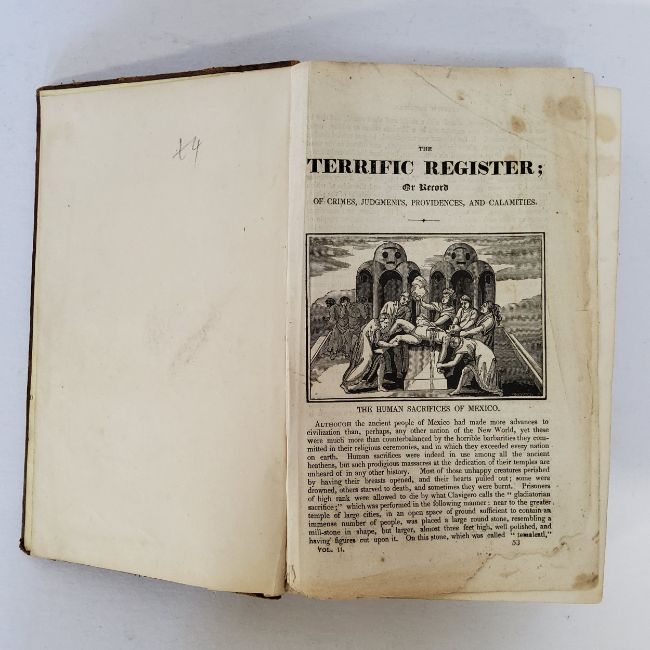 £4
THE
TERRIFIC REGISTER;
Or Record
OF CRIMES, JUDGMENTS, PROVIDENCES, AND CALAMITIES.
THE HUMAN SACRIFICES OF MEXICO.
ALTHOUGH the ancient people of Mexico had made more advances to
civilization than, perhaps, any other nation of the New World, yet these
were much more than counterbalanced by the horrible barbarities they com-
mitted in their religious ceremonies, and in which they exceeded every nation
on earth. Human sacrifices were indeed in use among all the ancient
heathens, but such prodigious massacres at the dedication of their temples are
unheard of in any other history. Most of those unhappy creatures perished
by having their breasts opened, and their hearts pulled out; some were
drowned, others starved to death, and sometimes they were burnt. Prisoners
of high rank were allowed to die by what Clavigero calls the "gladiatorian
sacrifice;" which was performed in the following manner: near to the greater
temple of large cities, in an open space of ground sufficient to contain an
immense number of people, was placed a large round stone, resembling a
mill-stone in shape, but larger, almost three feet high, well polished, and
having figures cut upon it. On this stone, which was called "temalcatl,"
VOL. II. 53